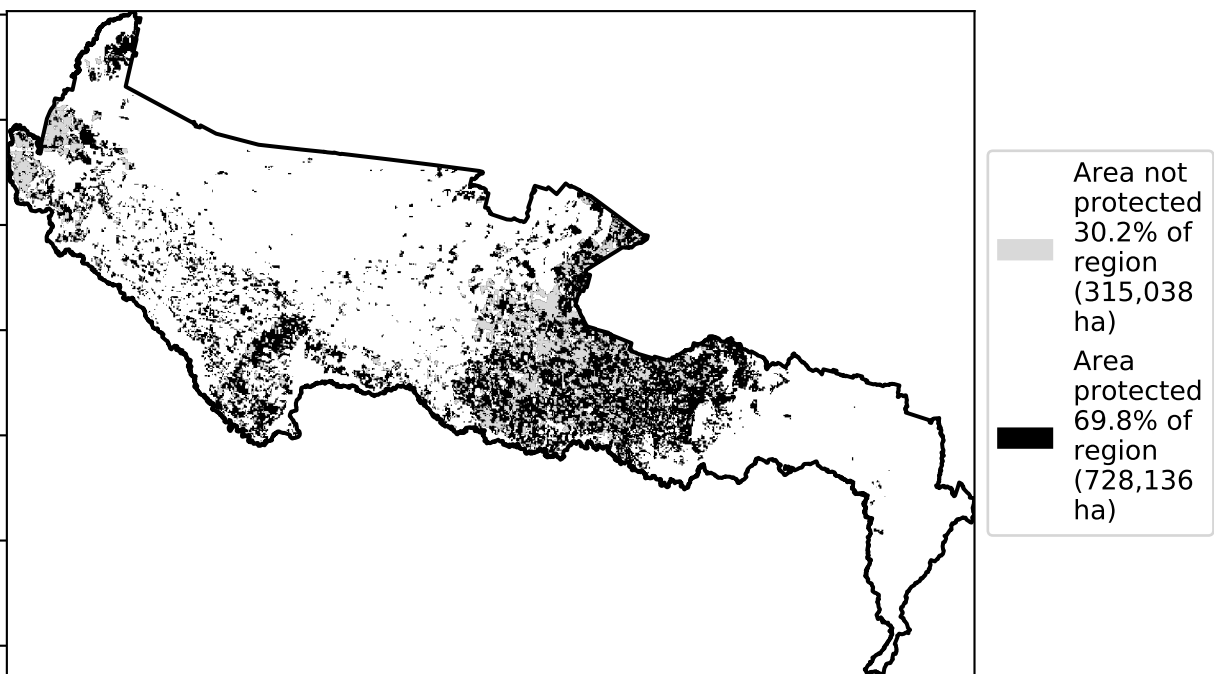 Area not
protected
30.2% of
region
(315,038
ha)
Area
protected
69.8% of
region
(728,136
ha)